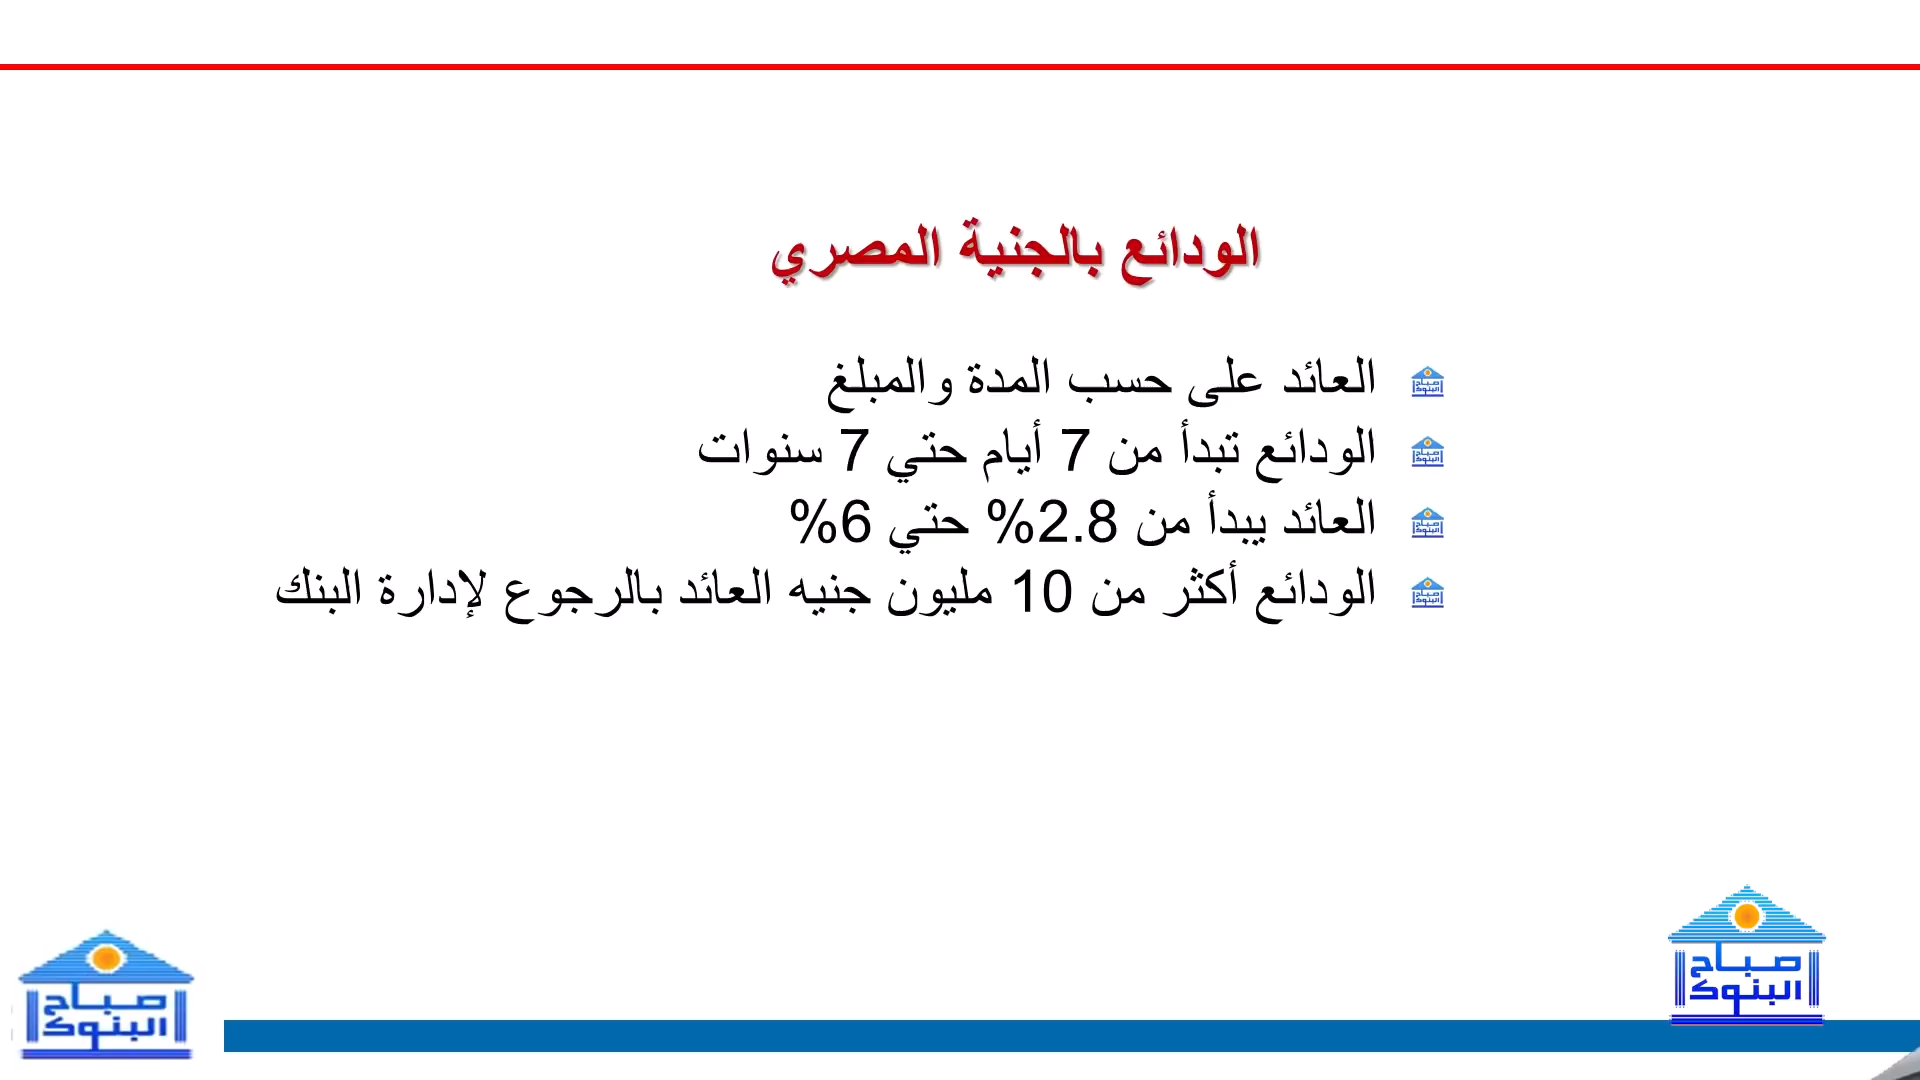 الودائع بالجنية المصري
العائد على حسب المدة والمبلغ
الودائع تبدأ من 7 أيام حتي 7 سنوات
العائد يبدأ من 2.8% حتي 6%
الودائع أكثر من 10 مليون جنيه العائد بالرجوع لإدارة البنك
صباح
البنوك
صباح
البنوك